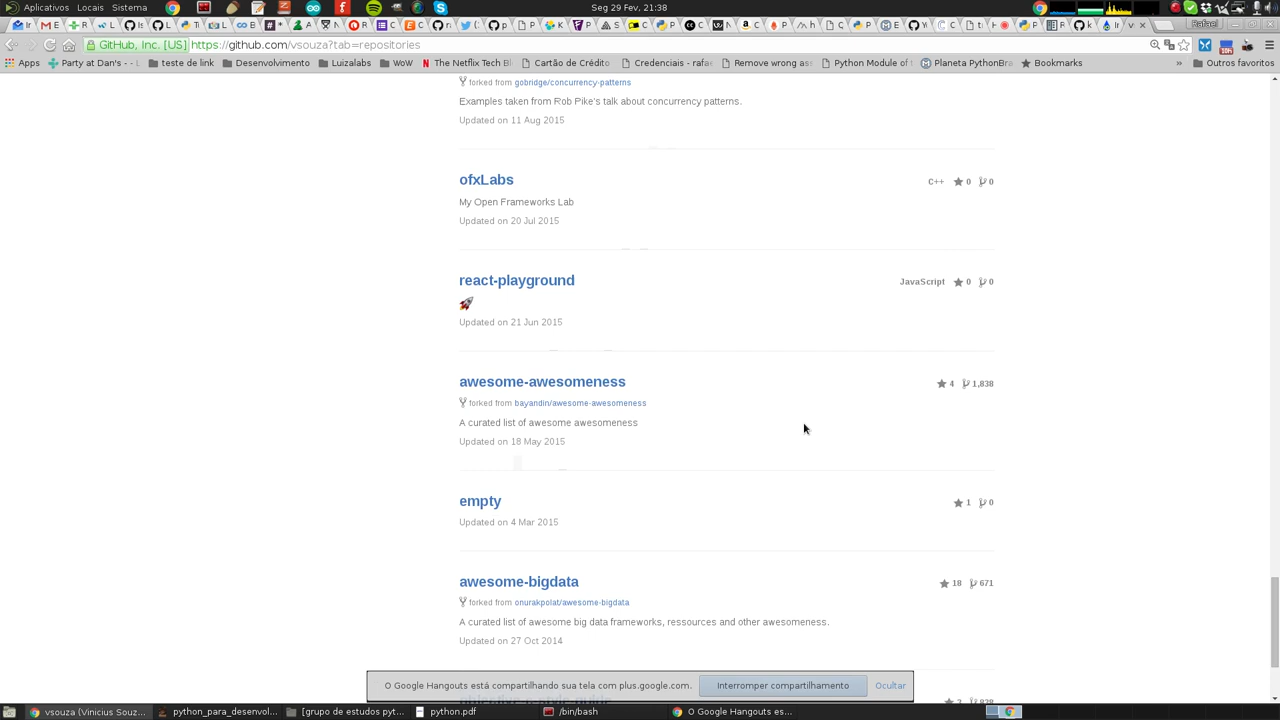 Aplicativos Locais Sistema
Seg 29 Fev, 21:38
Rafael
GitHub, Inc. [US] https://github.com/vsouza?tab=repositories
Apps Party at Dan's - teste de link Desenvolvimento Luizalabs WoW The Netflix Tech B Cartão de Crédito Credenciais - rafae Remove wrong as Python Module of Planeta PythonBra Bookmarks » Outros favoritos
forked from gobridge/concurrency-patterns
Examples taken from Rob Pike's talk about concurrency patterns.
Updated on 11 Aug 2015
ofxLabs
C++ 0 0
My Open Frameworks Lab
Updated on 20 Jul 2015
react-playground
JavaScript 0 0
Updated on 21 Jun 2015
awesome-awesomeness
4 1,838
forked from bayandin/awesome-awesomeness
A curated list of awesome awesomeness
Updated on 18 May 2015
empty
1 0
Updated on 4 Mar 2015
awesome-bigdata
18 671
forked from onurakpolat/awesome-bigdata
A curated list of awesome big data frameworks, ressources and other awesomeness.
Updated on 27 Oct 2014
O Google Hangouts está compartilhando sua tela com plus.google.com. Interromper compartilhamento Ocultar
vsouza (Vinicius Souz... python_para_desenvol... [grupo de estudos pyt... python.pdf /bin/bash O Google Hangouts es...